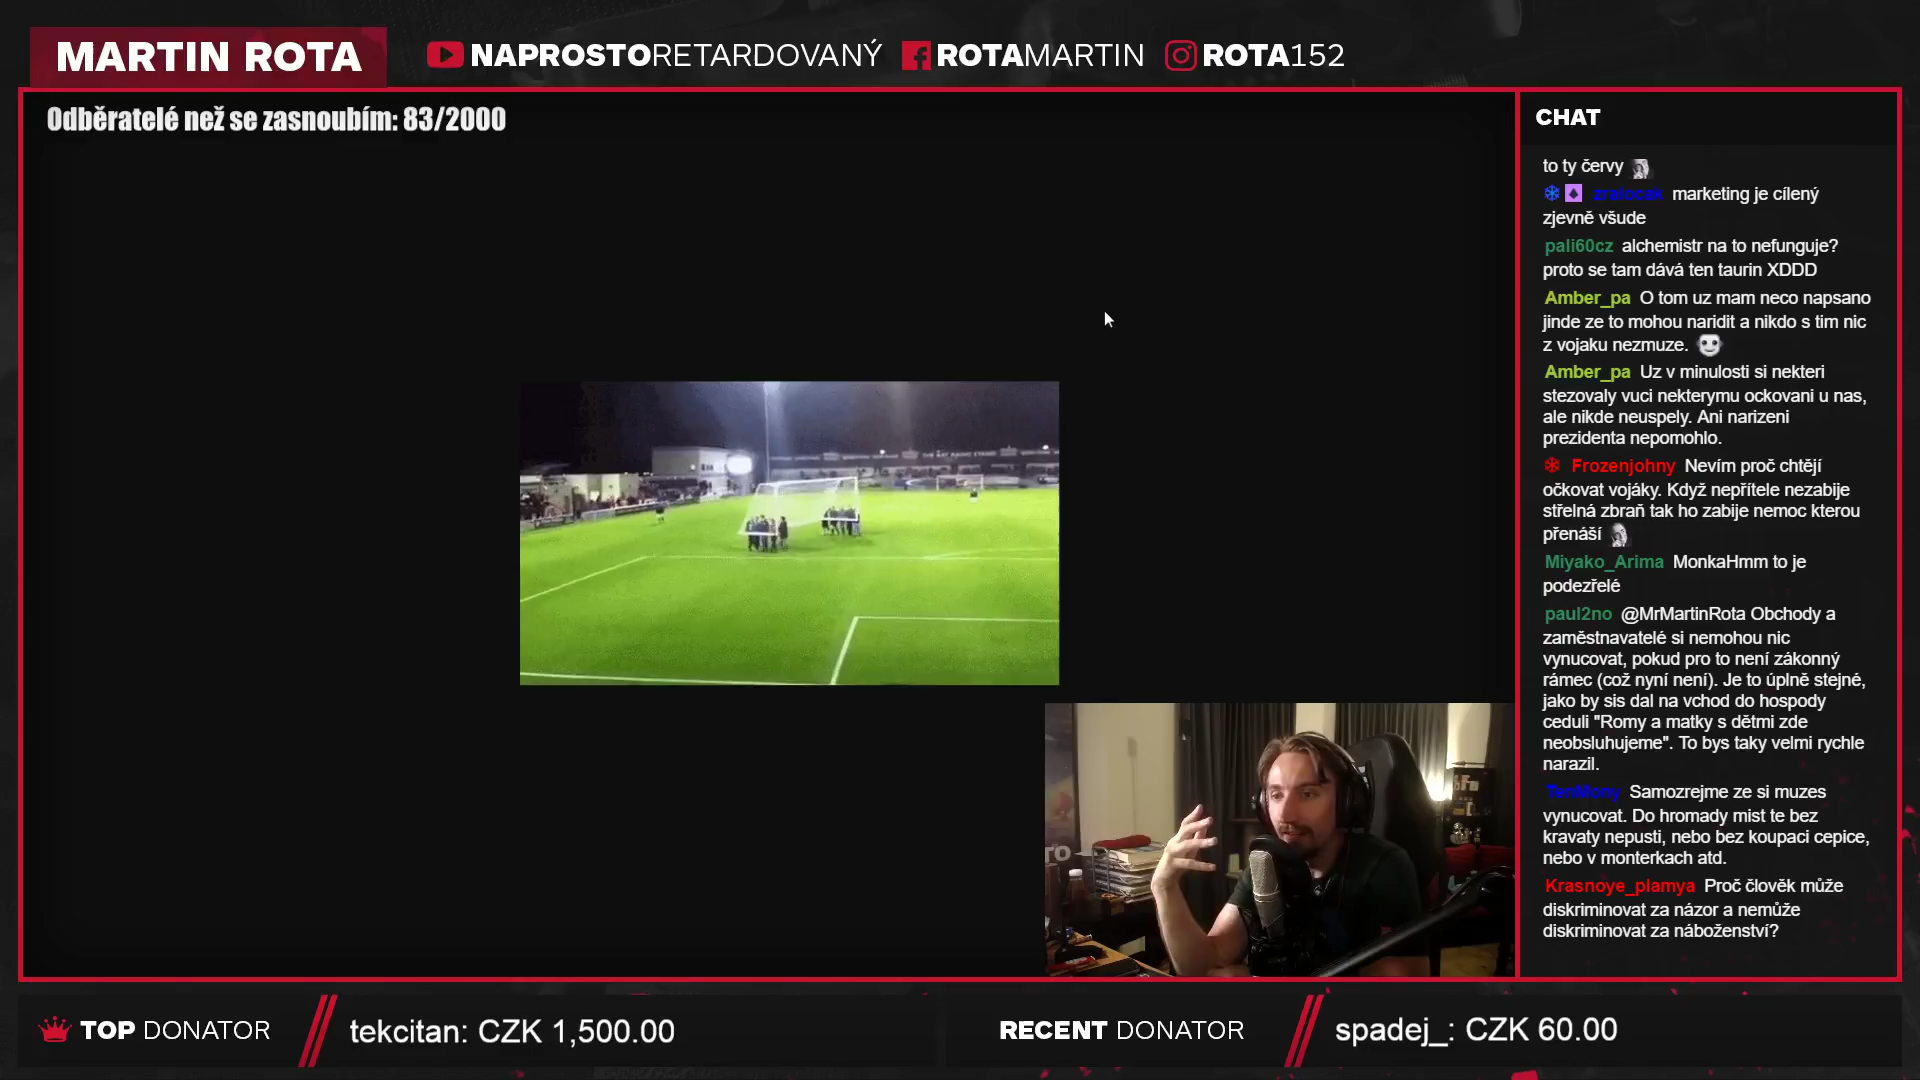 MARTIN ROTA
NAPROSTORETARDOVANÝ
ROTAMARTIN
ROTA152
Odběratelé než se zasnoubím: 83/2000
CHAT
to ty červy
zralocak marketing je cílený
zjevně všude
pali60cz alchemistr na to nefunguje?
proto se tam dává ten taurin XDDD
Amber_pa O tom uz mam neco napsano
jinde ze to mohou naridit a nikdo s tim nic
z vojaku nezmuze.
Amber_pa Uz v minulosti si nekteri
stezovaly vuci nekterymu ockovani u nas,
ale nikde neuspely. Ani narizeni
prezidenta nepomohlo.
Frozenjohny Nevím proč chtějí
očkovat vojáky. Když nepřítele nezabije
střelná zbraň tak ho zabije nemoc kterou
přenáší
Miyako_Arima MonkaHmm to je
podezřelé
paul2no @MrMartinRota Obchody a
zaměstnavatelé si nemohou nic
vynucovat, pokud pro to není zákonný
rámec (což nyní není). Je to úplně stejné,
jako by sis dal na vchod do hospody
ceduli "Romy a matky s dětmi zde
neobsluhujeme". To bys taky velmi rychle
narazil.
TenMony Samozrejme ze si muzes
vynucovat. Do hromady mist te bez
kravaty nepusti, nebo bez koupaci cepice,
nebo v monterkach atd.
Krasnoye_plamya Proč člověk může
diskriminovat za názor a nemůže
diskriminovat za náboženství?
TOP DONATOR
tekcitan: CZK 1,500.00
RECENT DONATOR
spadej_: CZK 60.00